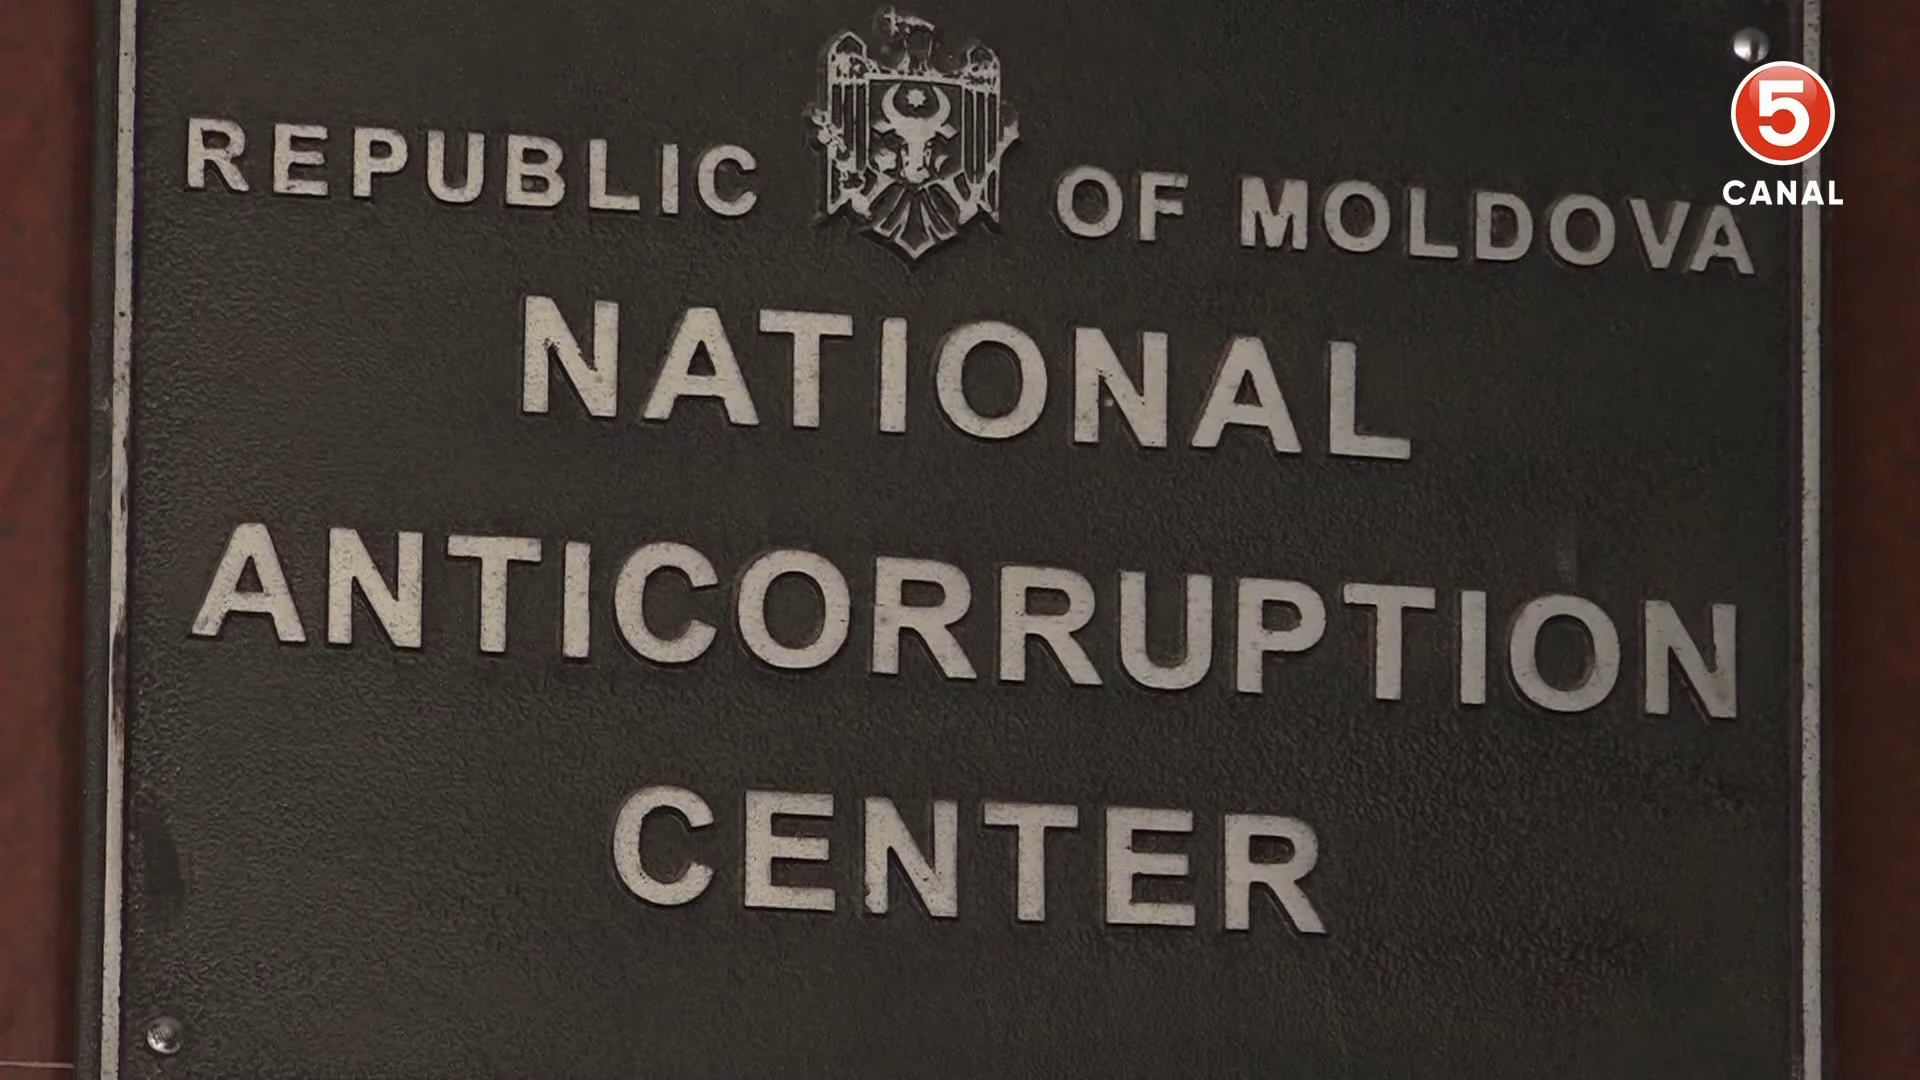 REPUBLIC OF MOLDOVA
NATIONAL
ANTICORRUPTION
CENTER
5
CANAL